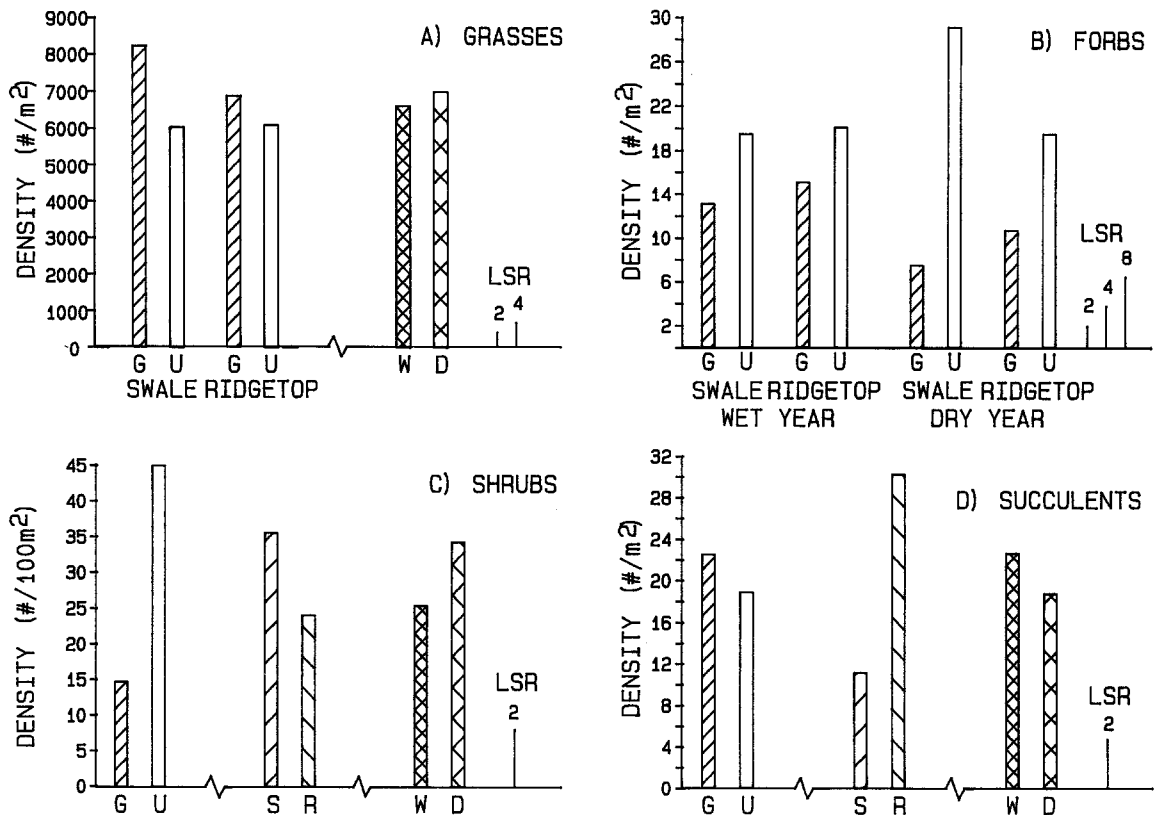 A) GRASSES
DENSITY (#/m2)
9000
8000
7000
6000
5000
4000
3000
2000
1000
0
LSR
2 4
G U G U W D
SWALE RIDGETOP
B) FORBS
DENSITY (#/m2)
30
26
22
18
14
10
6
2
LSR
2 4 8
G U G U G U G U
SWALE RIDGETOP SWALE RIDGETOP
WET YEAR DRY YEAR
C) SHRUBS
DENSITY (#/100m2)
45
40
35
30
25
20
15
10
5
0
LSR
2
G U S R W D
D) SUCCULENTS
DENSITY (#/m2)
32
28
24
20
16
12
8
4
0
LSR
2
G U S R W D